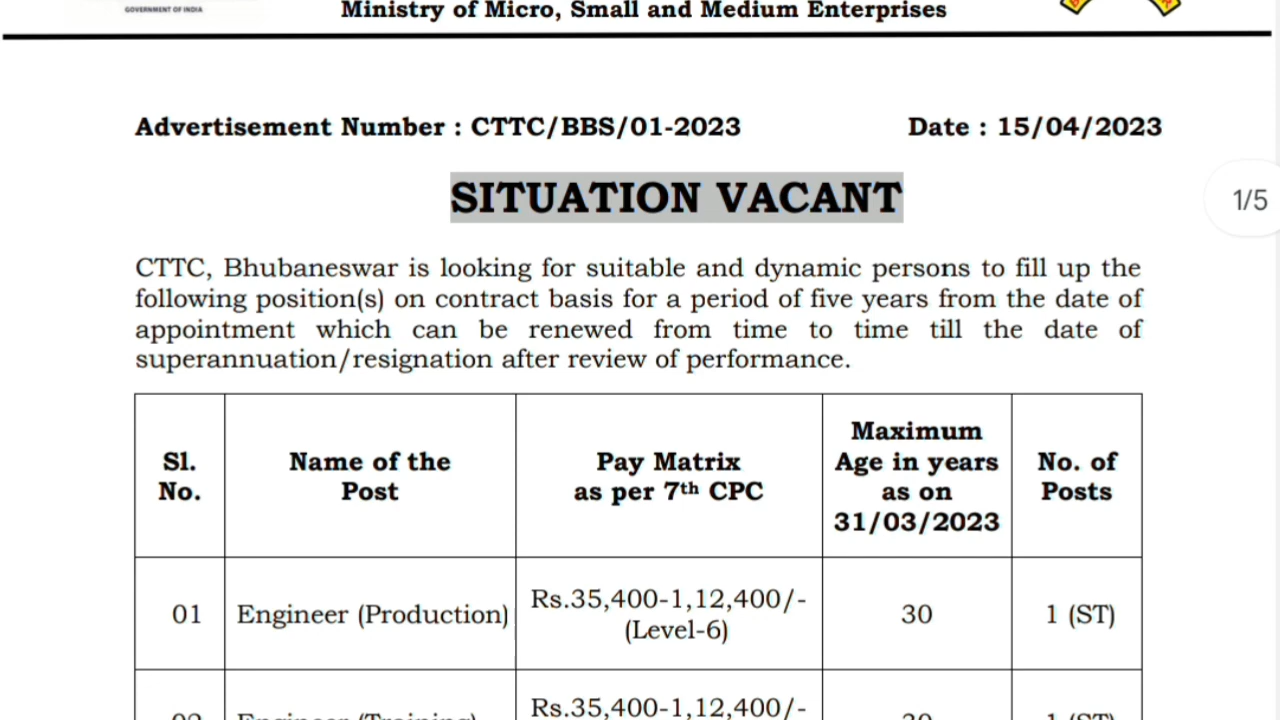 GOVERNMENT OF INDIA
Ministry of Micro, Small and Medium Enterprises
Advertisement Number : CTTC/BBS/01-2023 Date : 15/04/2023
SITUATION VACANT
1/5
CTTC, Bhubaneswar is looking for suitable and dynamic persons to fill up the
following position(s) on contract basis for a period of five years from the date of
appointment which can be renewed from time to time till the date of
superannuation/resignation after review of performance.
Sl.
No.
Name of the
Post
Pay Matrix
as per 7th CPC
Maximum
Age in years
as on
31/03/2023
No. of
Posts
01
Engineer (Production)
Rs.35,400-1,12,400/-
(Level-6)
30
1 (ST)
02
Engineer (Training)
Rs.35,400-1,12,400/-
30
1 (ST)